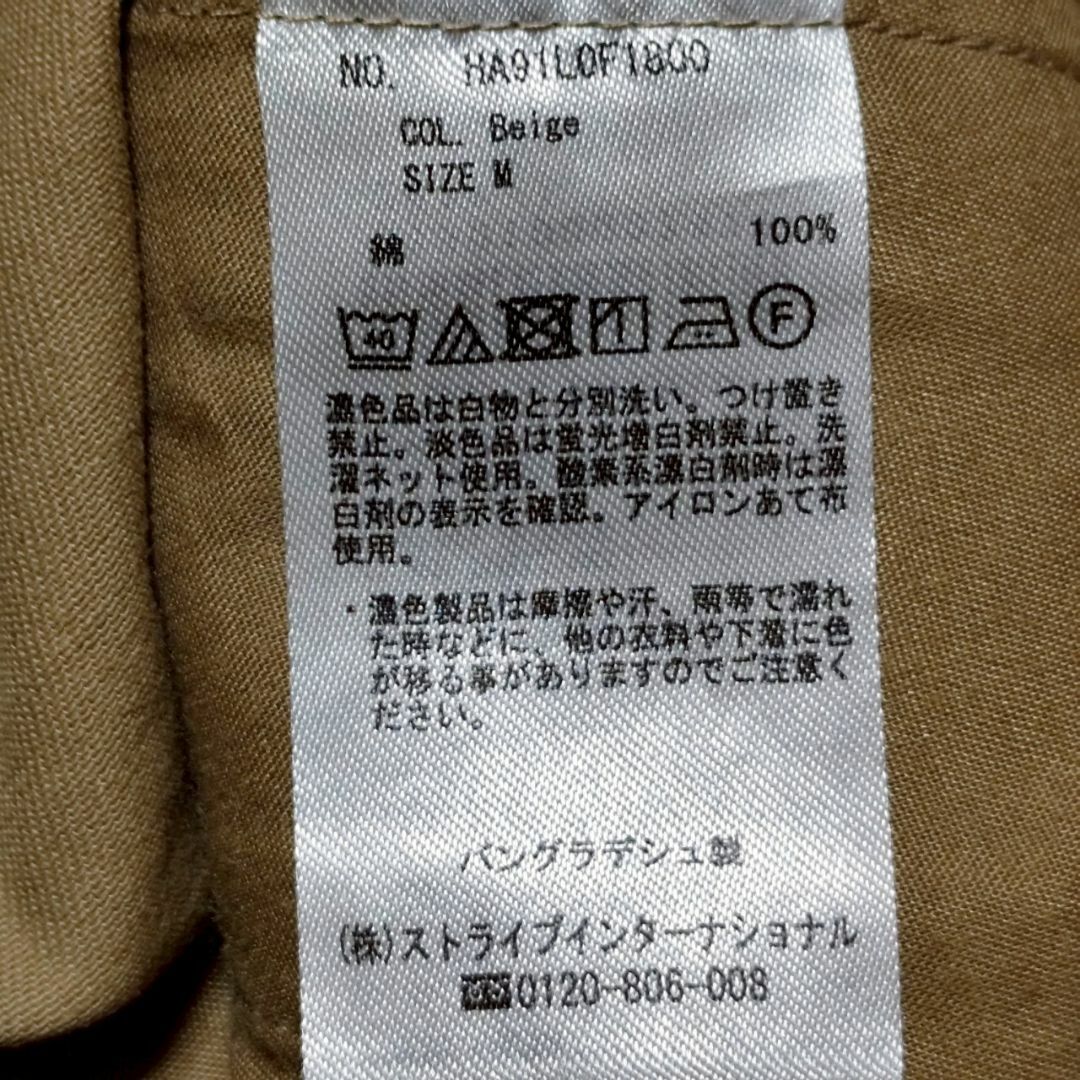 NO. HA91L0F1800
COL. Beige
SIZE M
綿 100%
40 F
濃色品は白物と分別洗い。つけ置き
禁止。淡色品は蛍光増白剤禁止。洗
濯ネット使用。酸素系漂白剤時は漂
白剤の表示を確認。アイロンあて布
使用。
・濃色製品は摩擦や汗、雨等で濡れ
た時などに、他の衣料や下着に色
が移る事がありますのでご注意く
ださい。
バングラデシュ製
(株)ストライプインターナショナル
0120-806-008